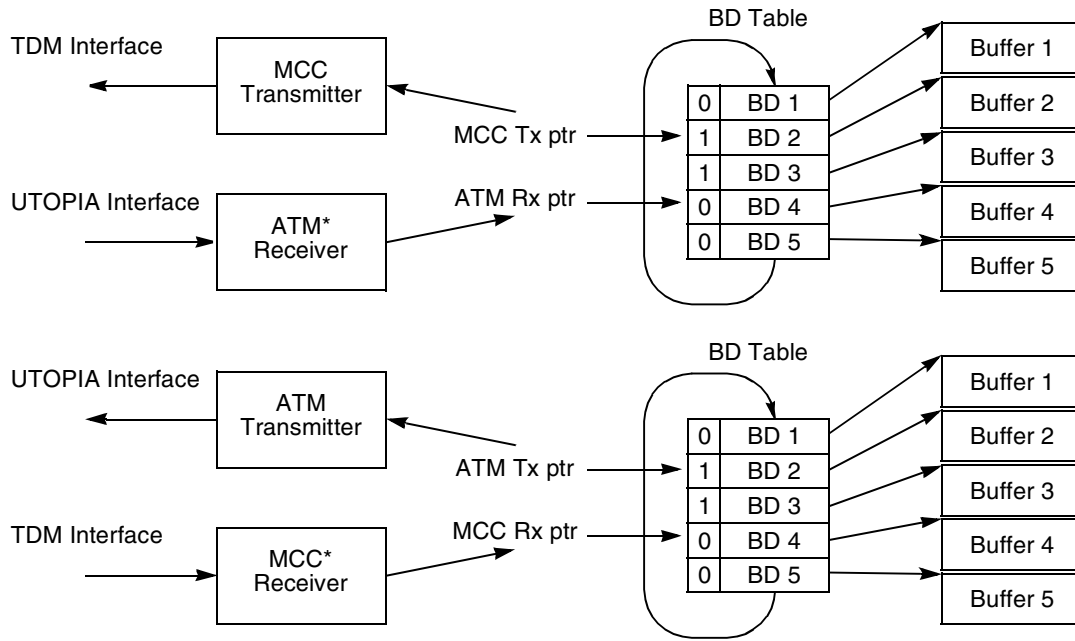 BD Table
TDM Interface
MCC
Transmitter
MCC Tx ptr
UTOPIA Interface
ATM*
Receiver
ATM Rx ptr
0 BD 1
1 BD 2
1 BD 3
0 BD 4
0 BD 5
Buffer 1
Buffer 2
Buffer 3
Buffer 4
Buffer 5
BD Table
UTOPIA Interface
ATM
Transmitter
ATM Tx ptr
TDM Interface
MCC*
Receiver
MCC Rx ptr
0 BD 1
1 BD 2
1 BD 3
0 BD 4
0 BD 5
Buffer 1
Buffer 2
Buffer 3
Buffer 4
Buffer 5